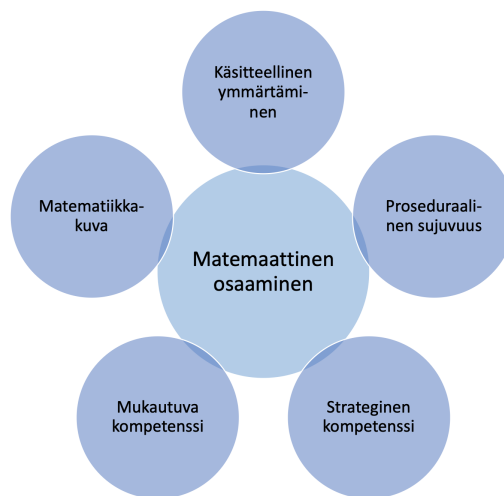 Käsitteellinen
ymmärtämi-
nen
Matematiikka-
kuva
Proseduraali-
nen sujuvuus
Matemaattinen
osaaminen
Mukautuva
kompetenssi
Strateginen
kompetenssi